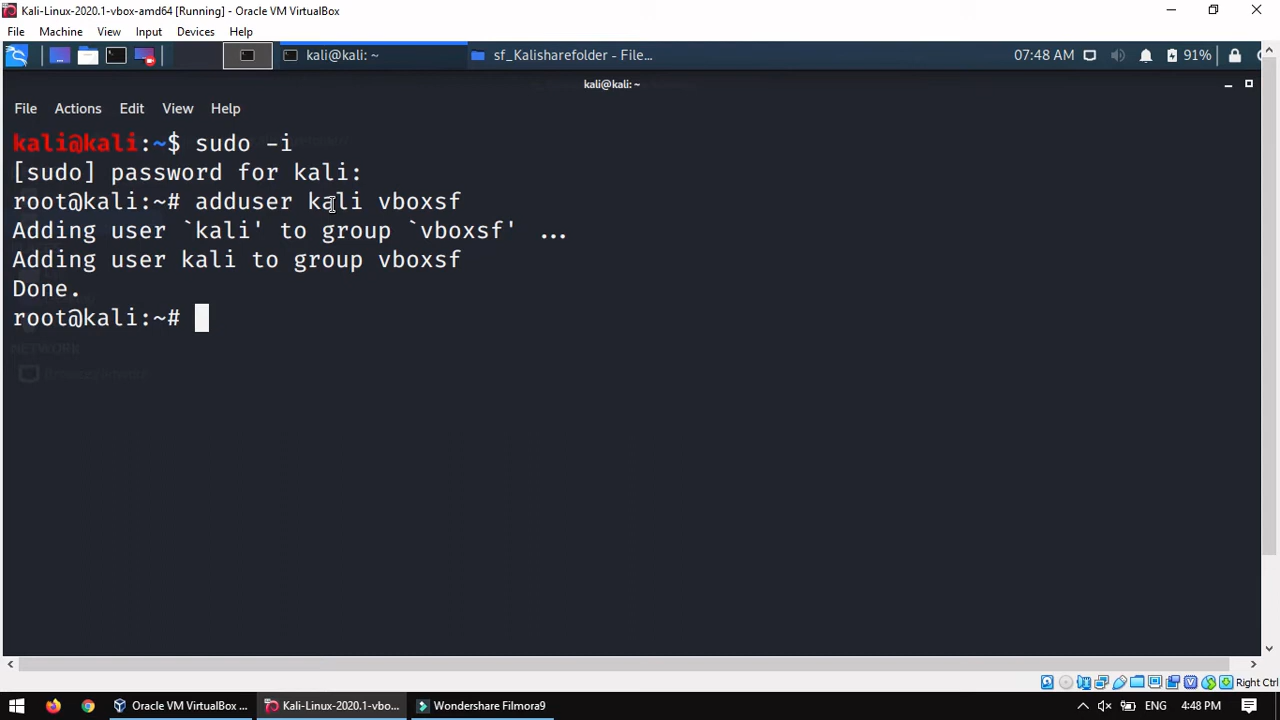 Kali-Linux-2020.1-vbox-amd64 [Running] - Oracle VM VirtualBox
File Machine View Input Devices Help
kali@kali: ~ sf_Kalisharefolder - File... 07:48 AM 91%
kali@kali: ~
File Actions Edit View Help
kali@kali:~$ sudo -i
[sudo] password for kali:
root@kali:~# adduser kali vboxsf
Adding user `kali' to group `vboxsf' ...
Adding user kali to group vboxsf
Done.
root@kali:~#
NETWORK
Browse Network
Right Ctrl
Oracle VM VirtualBox ... Kali-Linux-2020.1-vbo... Wondershare Filmora9 ENG 4:48 PM